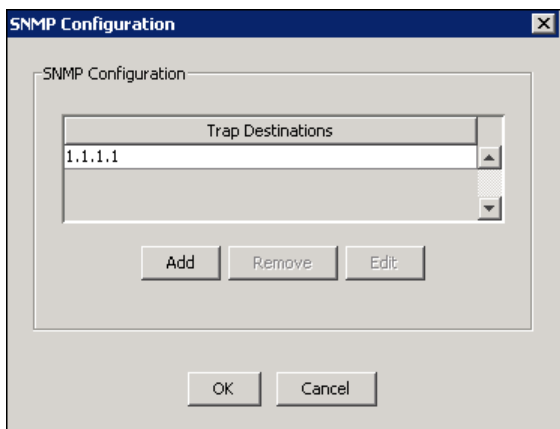 SNMP Configuration
SNMP Configuration
Trap Destinations
1.1.1.1
Add Remove Edit
OK Cancel